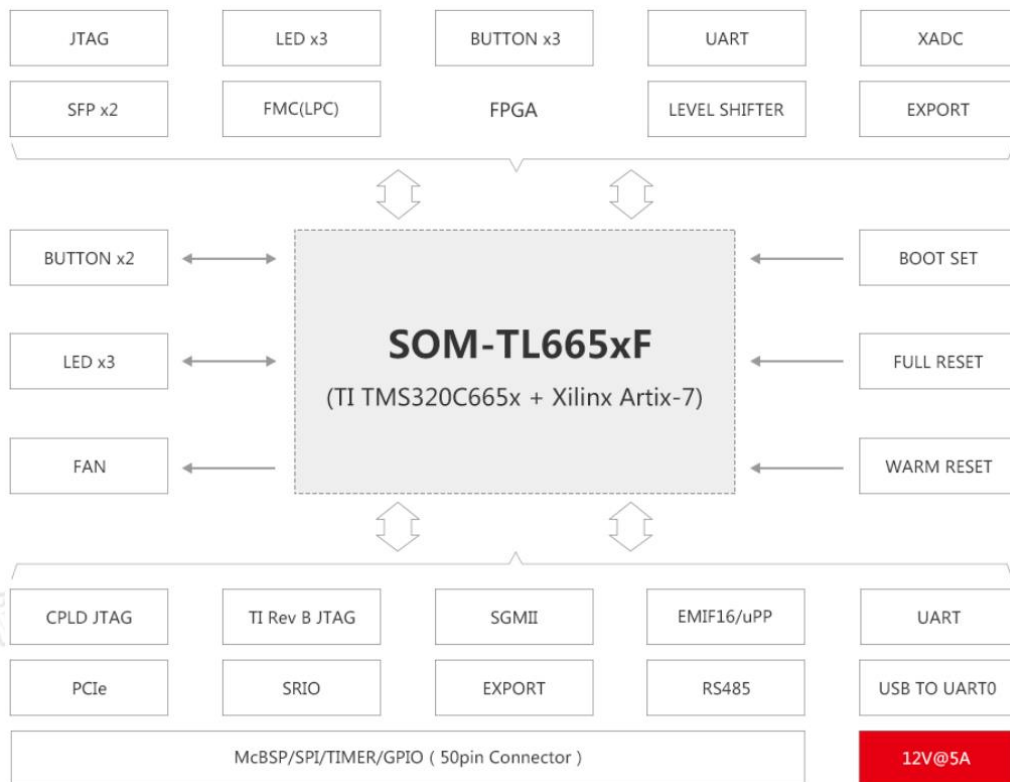 JTAG
LED x3
BUTTON x3
UART
XADC
SFP x2
FMC(LPC)
FPGA
LEVEL SHIFTER
EXPORT
BUTTON x2
BOOT SET
SOM-TL665xF
(TI TMS320C665x + Xilinx Artix-7)
LED x3
FULL RESET
FAN
WARM RESET
CPLD JTAG
TI Rev B JTAG
SGMII
EMIF16/uPP
UART
PCIe
SRIO
EXPORT
RS485
USB TO UART0
McBSP/SPI/TIMER/GPIO ( 50pin Connector )
12V@5A